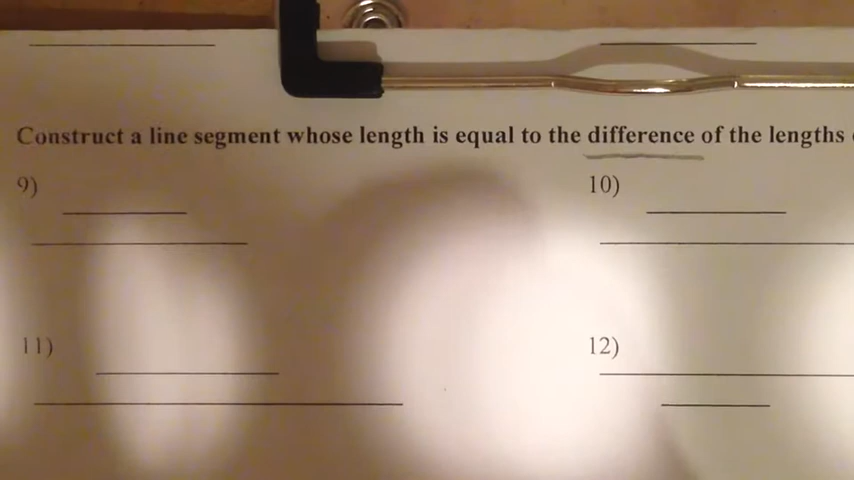 Construct a line segment whose length is equal to the difference of the lengths
9)
10)
11)
12)